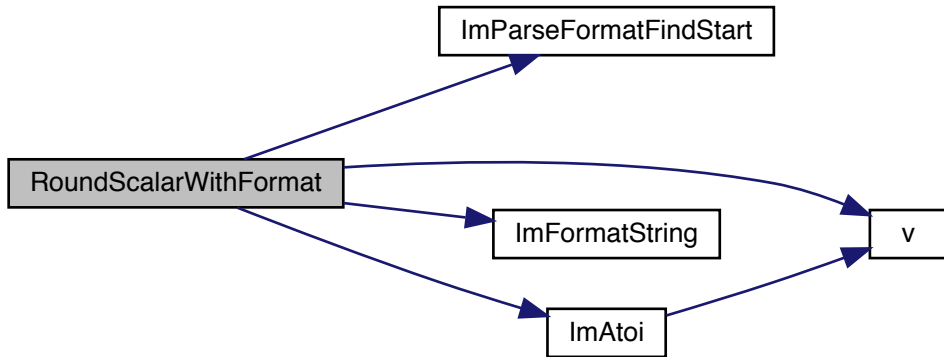 ImParseFormatFindStart
RoundScalarWithFormat
ImFormatString
v
ImAtoi